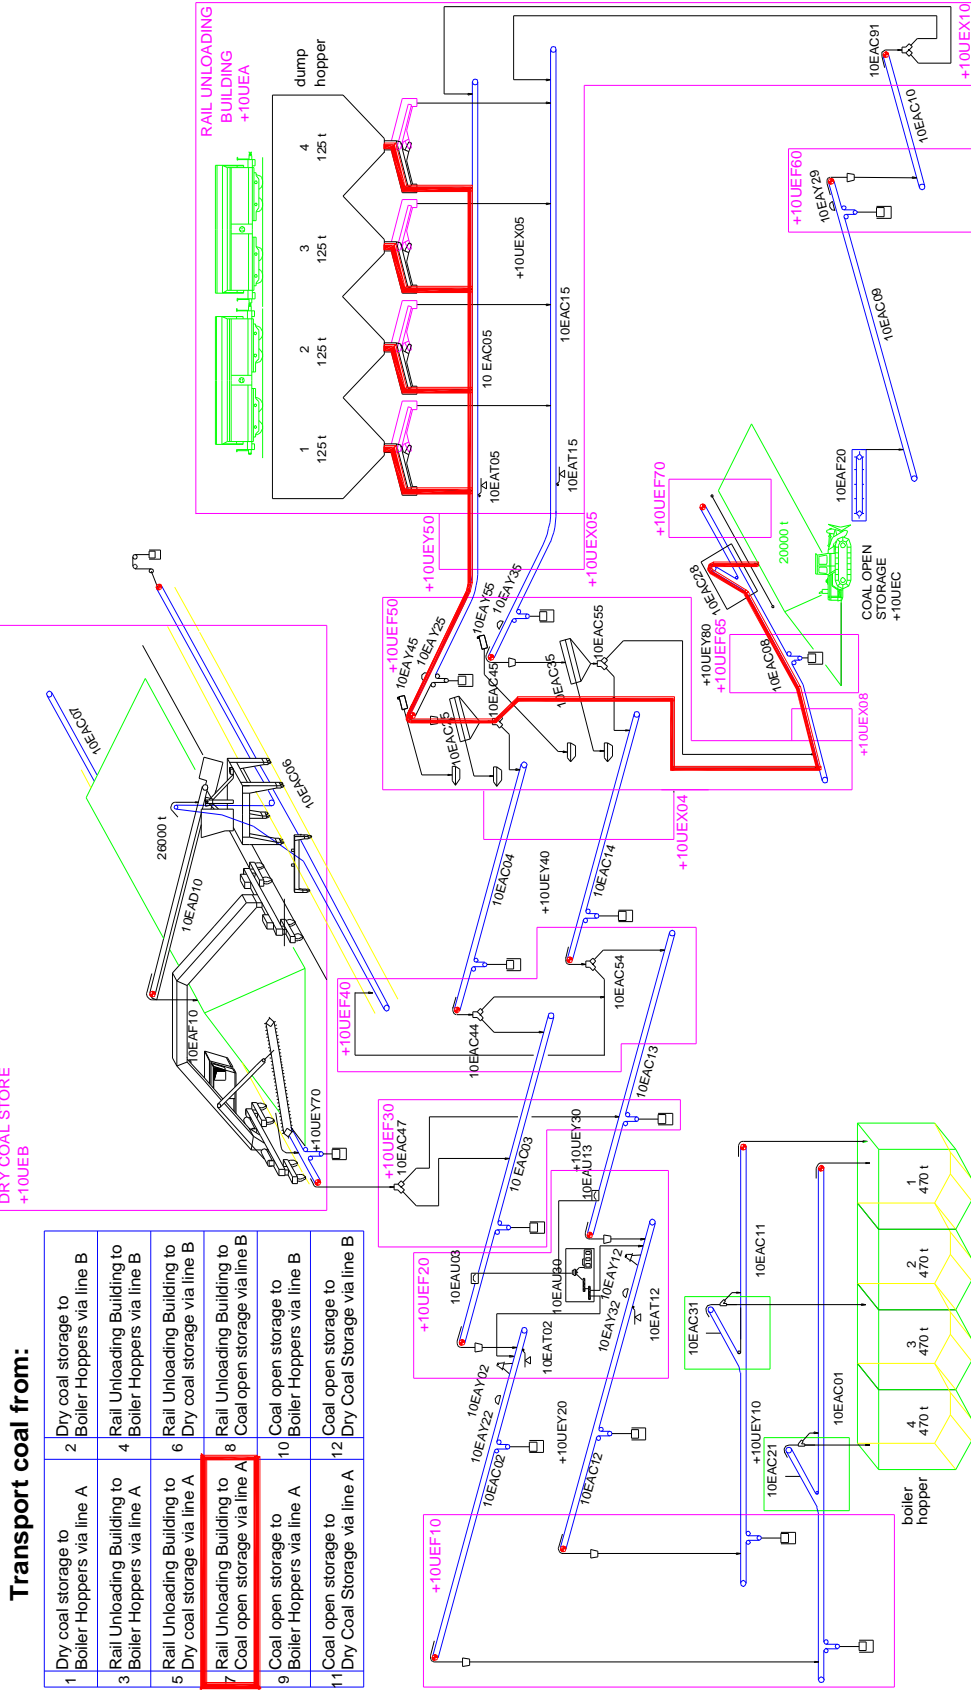 Transport coal from:
1 Dry coal storage to
Boiler Hoppers via line A
2 Dry coal storage to
Boiler Hoppers via line B
3 Rail Unloading Building to
Boiler Hoppers via line A
4 Rail Unloading Building to
Boiler Hoppers via line B
5 Rail Unloading Building to
Dry coal storage via line A
6 Rail Unloading Building to
Dry coal storage via line B
7 Rail Unloading Building to
Coal open storage via line A
8 Rail Unloading Building to
Coal open storage via line B
9 Coal open storage to
Boiler Hoppers via line A
10 Coal open storage to
Boiler Hoppers via line B
11 Coal open storage to
Dry Coal Storage via line A
12 Coal open storage to
Dry Coal Storage via line B
DRY COAL STORE
+10UEB
10EAC07
10EAC06
26000 t
10EAD10
10EAF10
+10UEY70
RAIL UNLOADING
BUILDING
+10UEA
dump
hopper
1
125 t
2
125 t
3
125 t
4
125 t
10 EAC05
+10UEX05
10EAC15
10EAT05
10EAT15
+10UEY50
+10UEX05
+10UEF50
10EAY45
10EAY25
10EAY55
10EAY35
10EAC25
10EAC45
10EAC35
10EAC55
+10UEX04
+10UEX08
10EAC08
+10UEF65
+10UEY80
10EAC28
+10UEF70
20000 t
COAL OPEN
STORAGE
+10UEC
10EAF20
10EAC09
+10UEF60
10EAY29
10EAC10
10EAC91
+10UEX10
+10UEF40
10EAC04
+10UEY40
10EAC14
10EAC44
10EAC54
10EAC13
+10UEF30
10EAC47
10 EAC03
+10UEY30
10EAU13
+10UEF20
10EAU03
10EAU30
10EAY12
10EAY32
10EAT12
10EAT02
10EAY02
10EAY22
10EAC02
+10UEY20
10EAC12
+10UEF10
10EAC11
10EAC31
10EAC01
+10UEY10
10EAC21
boiler
hopper
4
470 t
3
470 t
2
470 t
1
470 t